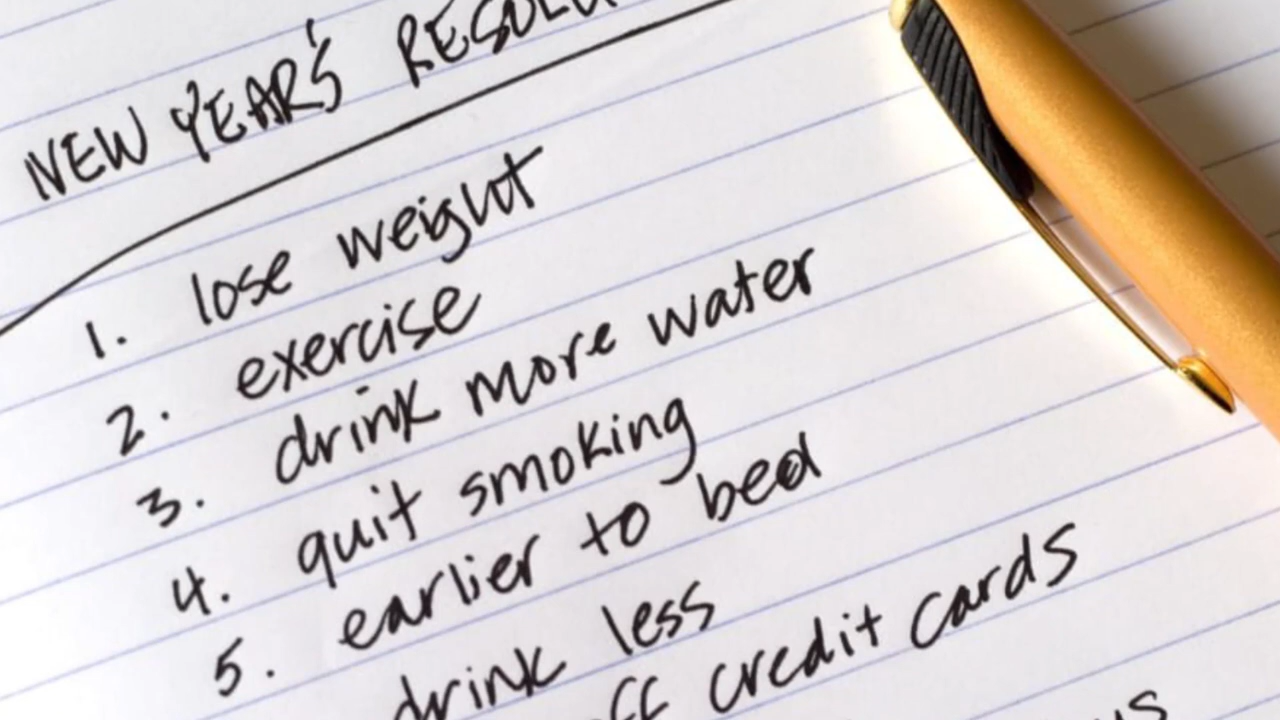 NEW YEAR'S
1. lose weight
2. exercise
3. drink more water
4. quit smoking
5. earlier to bed
drink less
credit cards